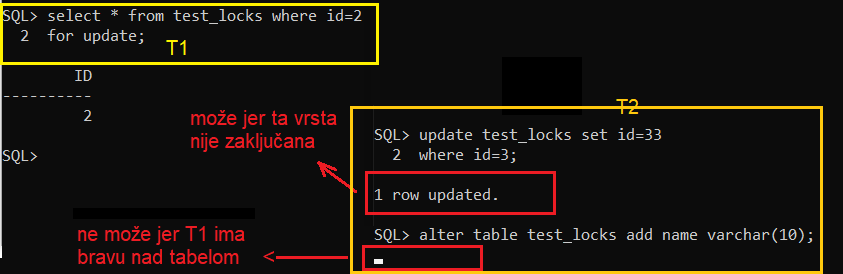 SQL> select * from test_locks where id=2
2 for update;
T1
ID
----------
2
SQL>
može jer ta vrsta
nije zaključana
ne može jer T1 ima
bravu nad tabelom
T2
SQL> update test_locks set id=33
2 where id=3;
1 row updated.
SQL> alter table test_locks add name varchar(10);